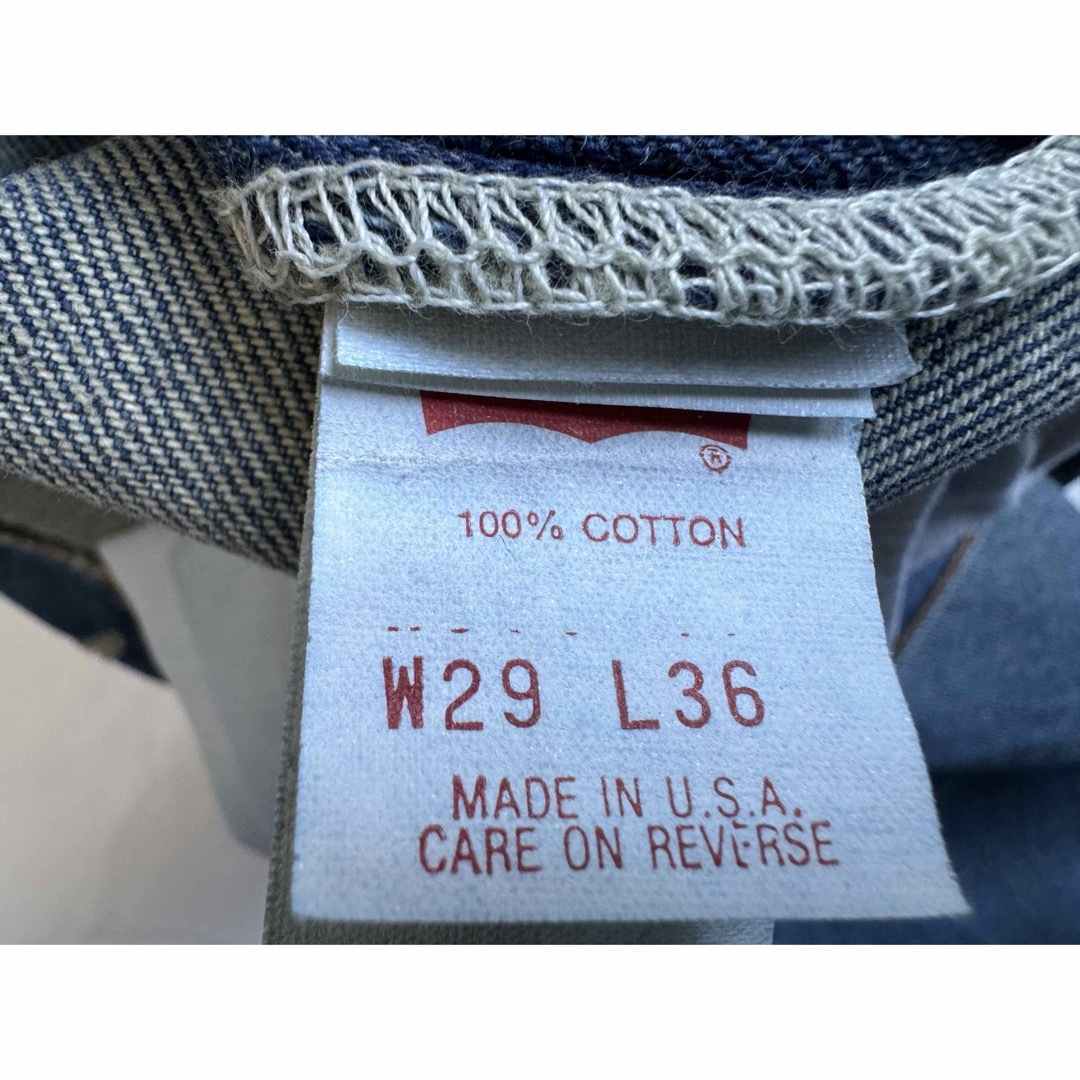 ®
100% COTTON
W29 L36
MADE IN U.S.A.
CARE ON REVERSE